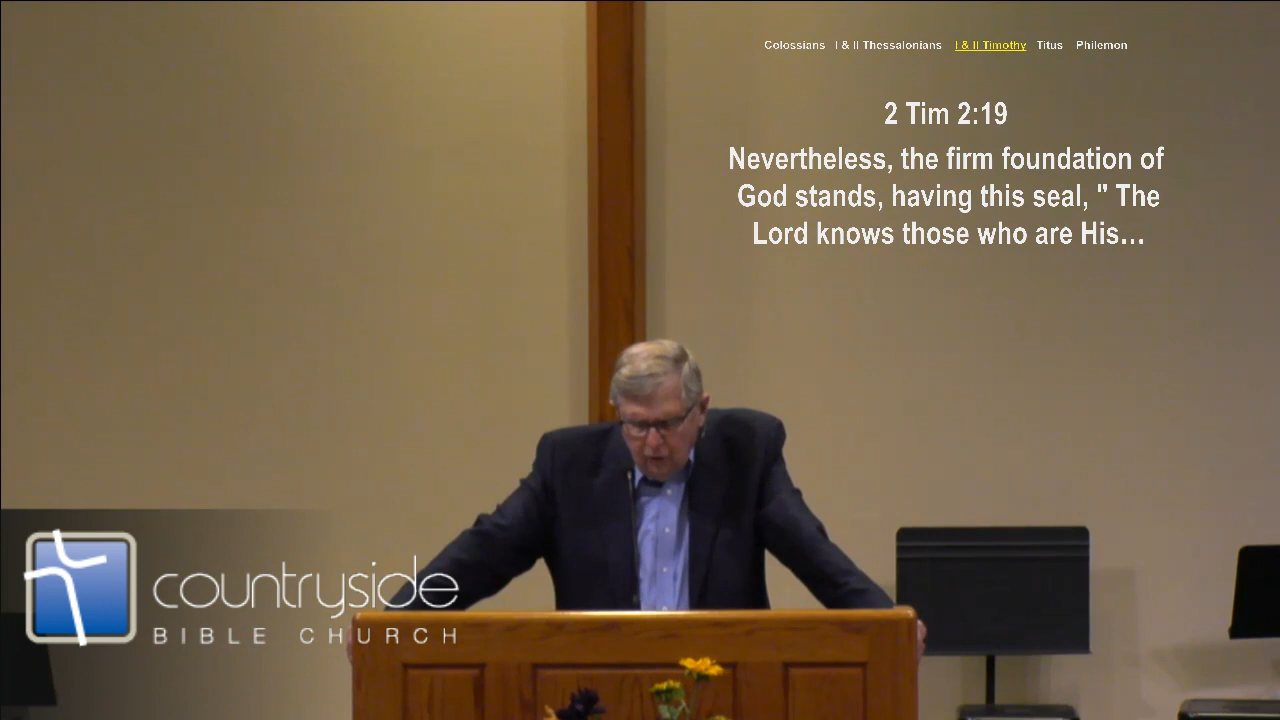 Colossians I & II Thessalonians I & II Timothy Titus Philemon
2 Tim 2:19
Nevertheless, the firm foundation of
God stands, having this seal, " The
Lord knows those who are His...
countryside
BIBLE CHURCH